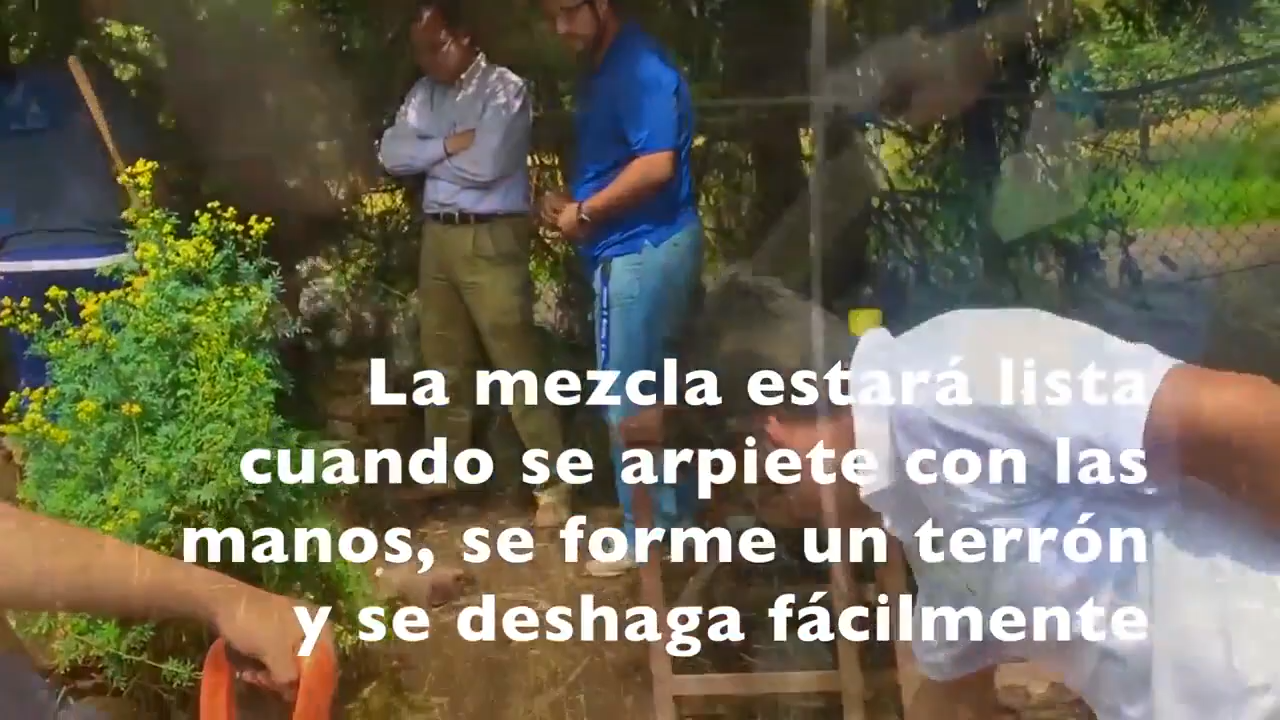 La mezcla estará lista
cuando se arpiete con las
manos, se forme un terrón
y se deshaga fácilmente